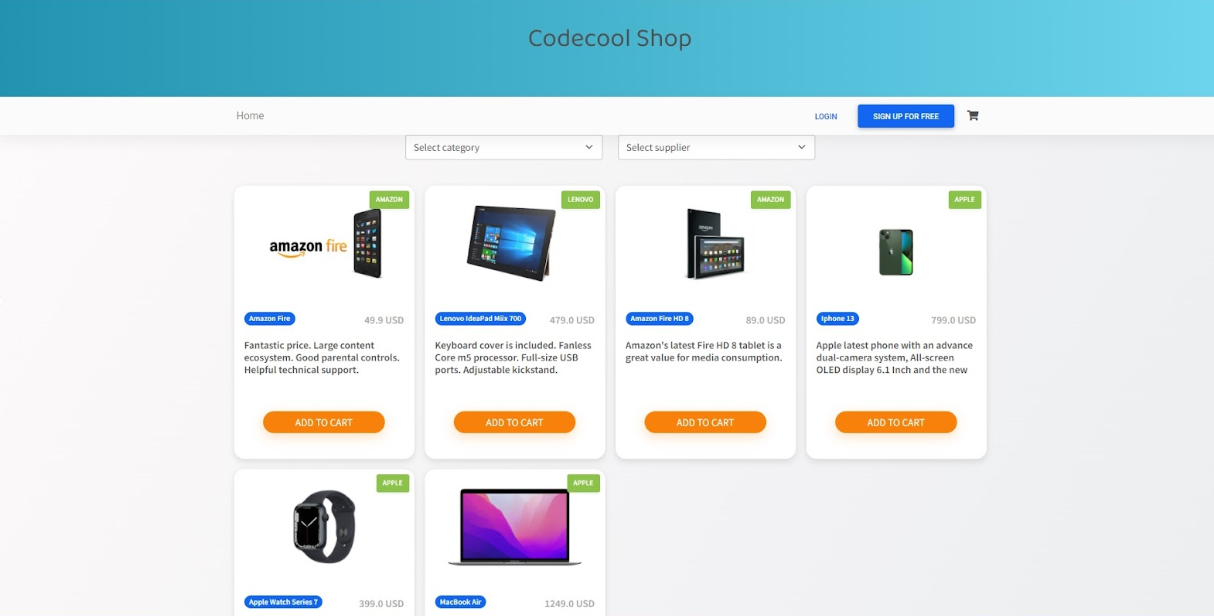 Codecool Shop
Home
LOGIN
SIGN UP FOR FREE
Select category
Select supplier
AMAZON
amazon fire
Amazon Fire
49.9 USD
Fantastic price. Large content
ecosystem. Good parental controls.
Helpful technical support.
ADD TO CART
LENOVO
Lenovo IdeaPad Miix 700
479.0 USD
Keyboard cover is included. Fanless
Core m5 processor. Full-size USB
ports. Adjustable kickstand.
ADD TO CART
AMAZON
Amazon Fire HD 8
89.0 USD
Amazon's latest Fire HD 8 tablet is a
great value for media consumption.
ADD TO CART
APPLE
Iphone 13
799.0 USD
Apple latest phone with an advance
dual-camera system, All-screen
OLED display 6.1 Inch and the new
ADD TO CART
APPLE
Apple Watch Series 7
399.0 USD
APPLE
MacBook Air
1249.0 USD